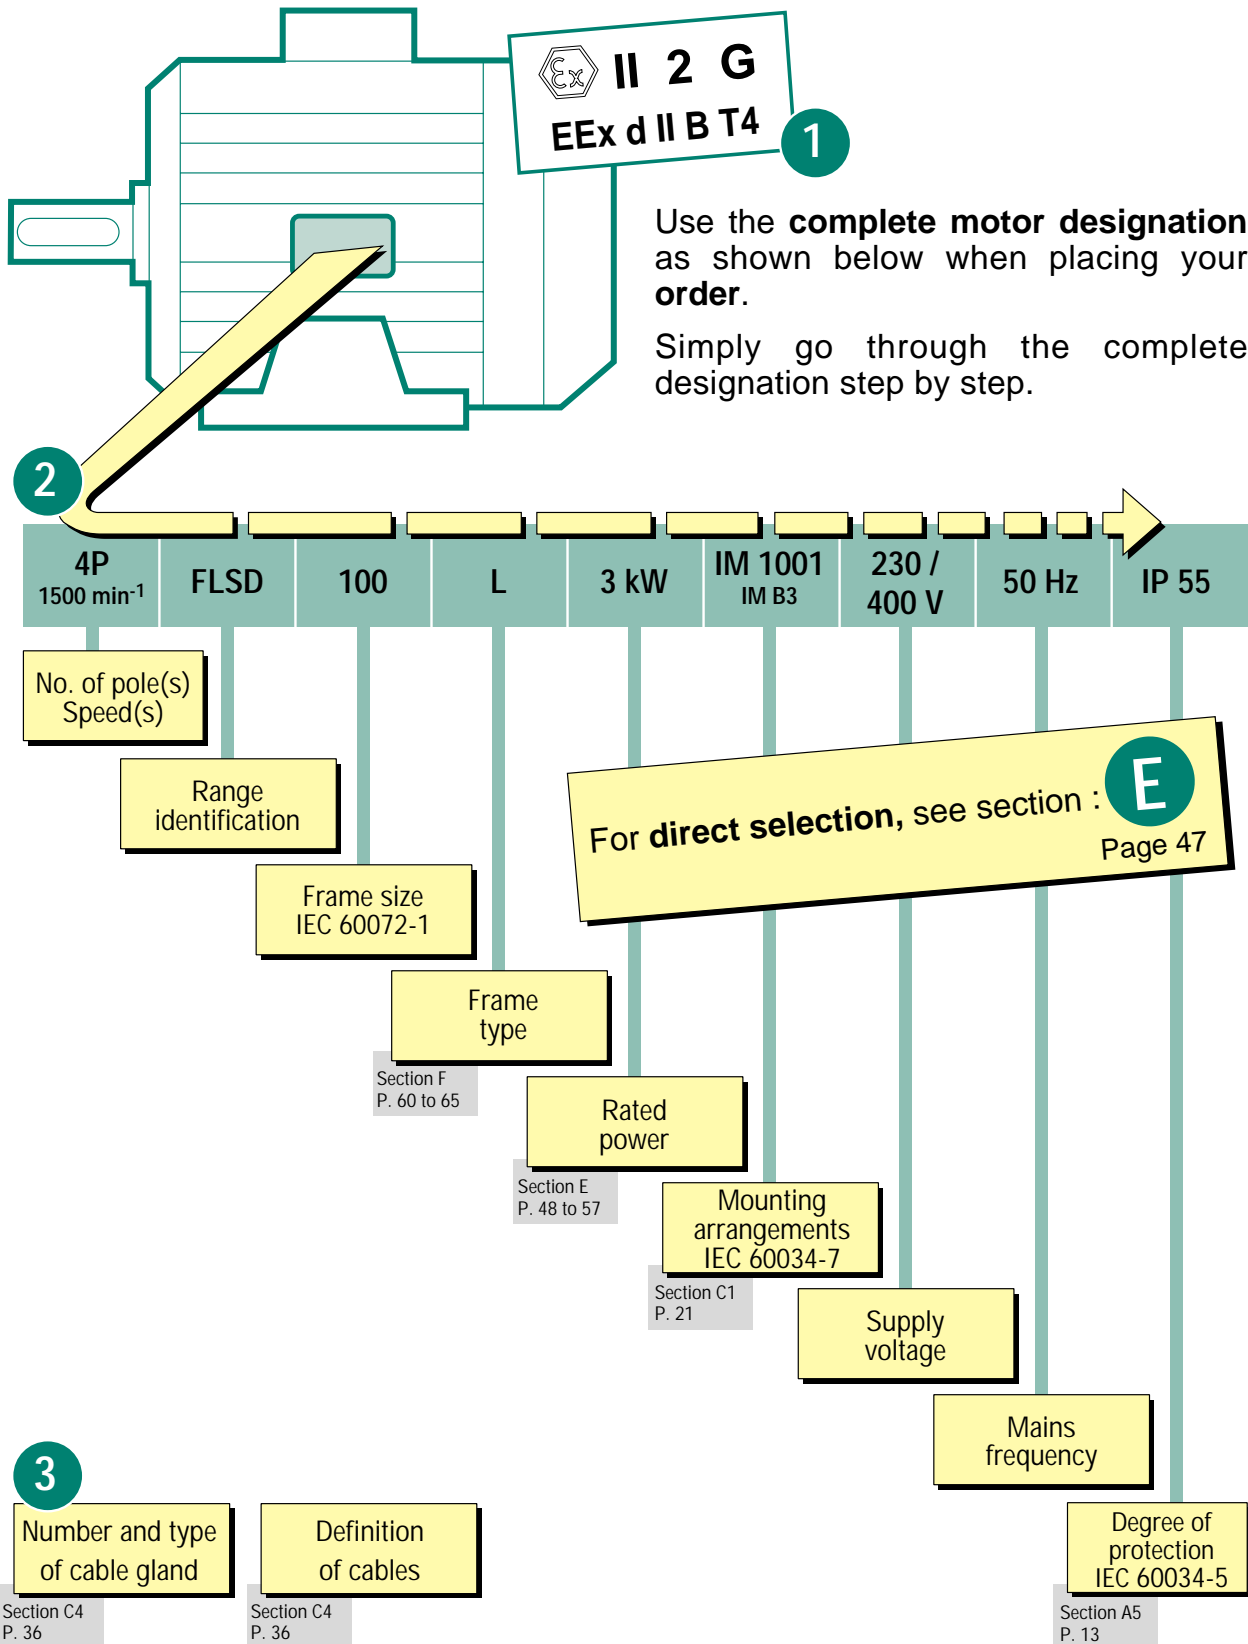 Ex II 2 G
EEx d II B T4
1
Use the complete motor designation
as shown below when placing your
order.
Simply go through the complete
designation step by step.
2
4P
1500 min-1
FLSD
100
L
3 kW
IM 1001
IM B3
230 /
400 V
50 Hz
IP 55
No. of pole(s)
Speed(s)
Range
identification
For direct selection, see section : E
Page 47
Frame size
IEC 60072-1
Frame
type
Section F
P. 60 to 65
Rated
power
Section E
P. 48 to 57
Mounting
arrangements
IEC 60034-7
Section C1
P. 21
Supply
voltage
Mains
frequency
Degree of
protection
IEC 60034-5
Section A5
P. 13
3
Number and type
of cable gland
Section C4
P. 36
Definition
of cables
Section C4
P. 36